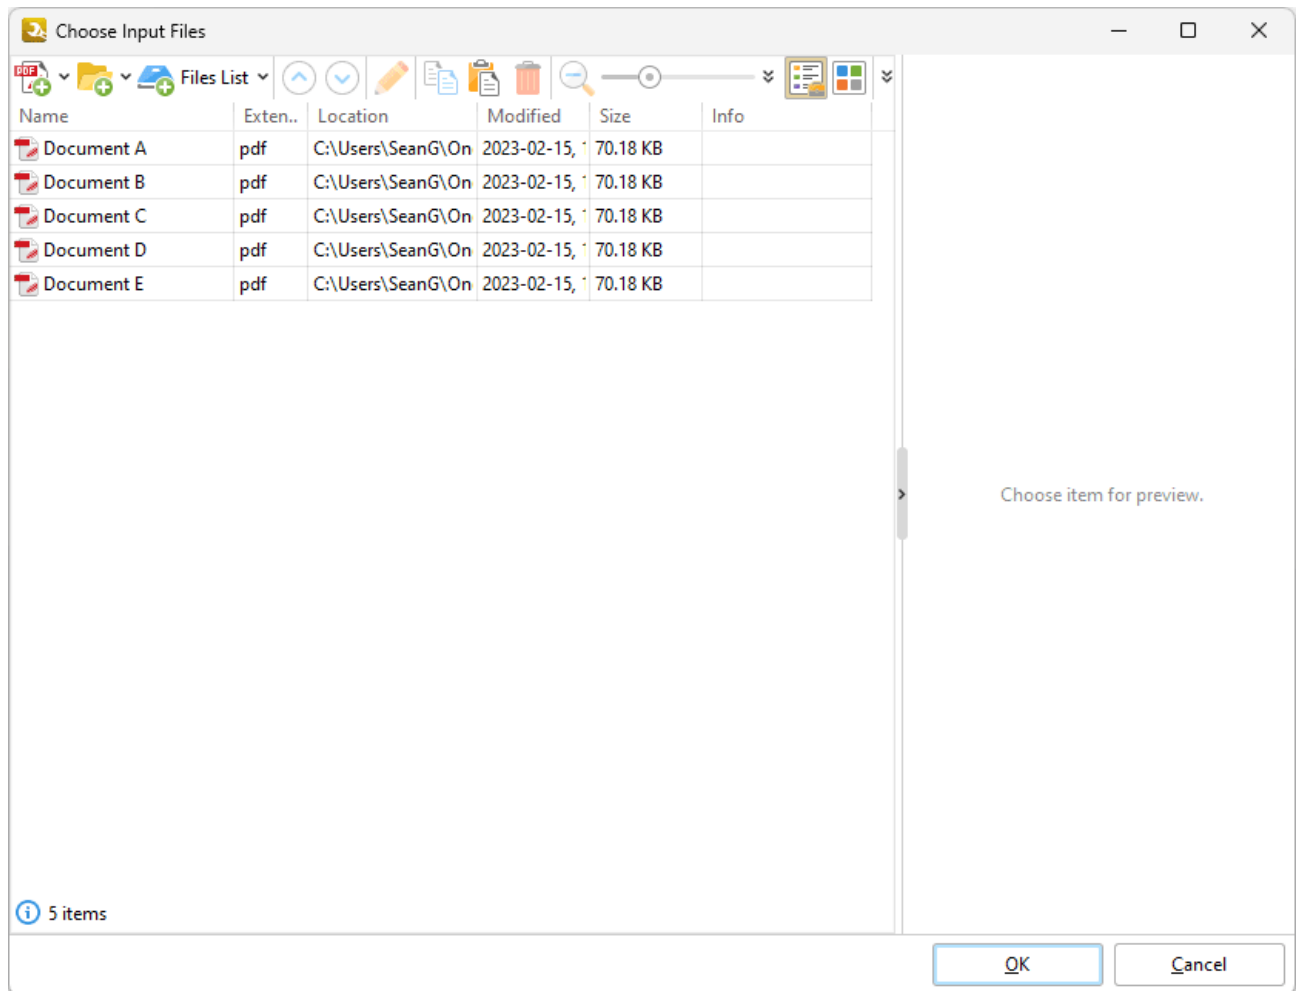 Choose Input Files
PDF Files List
Name Exten.. Location Modified Size Info
Document A pdf C:\Users\SeanG\On 2023-02-15, 70.18 KB
Document B pdf C:\Users\SeanG\On 2023-02-15, 70.18 KB
Document C pdf C:\Users\SeanG\On 2023-02-15, 70.18 KB
Document D pdf C:\Users\SeanG\On 2023-02-15, 70.18 KB
Document E pdf C:\Users\SeanG\On 2023-02-15, 70.18 KB
Choose item for preview.
5 items
OK Cancel